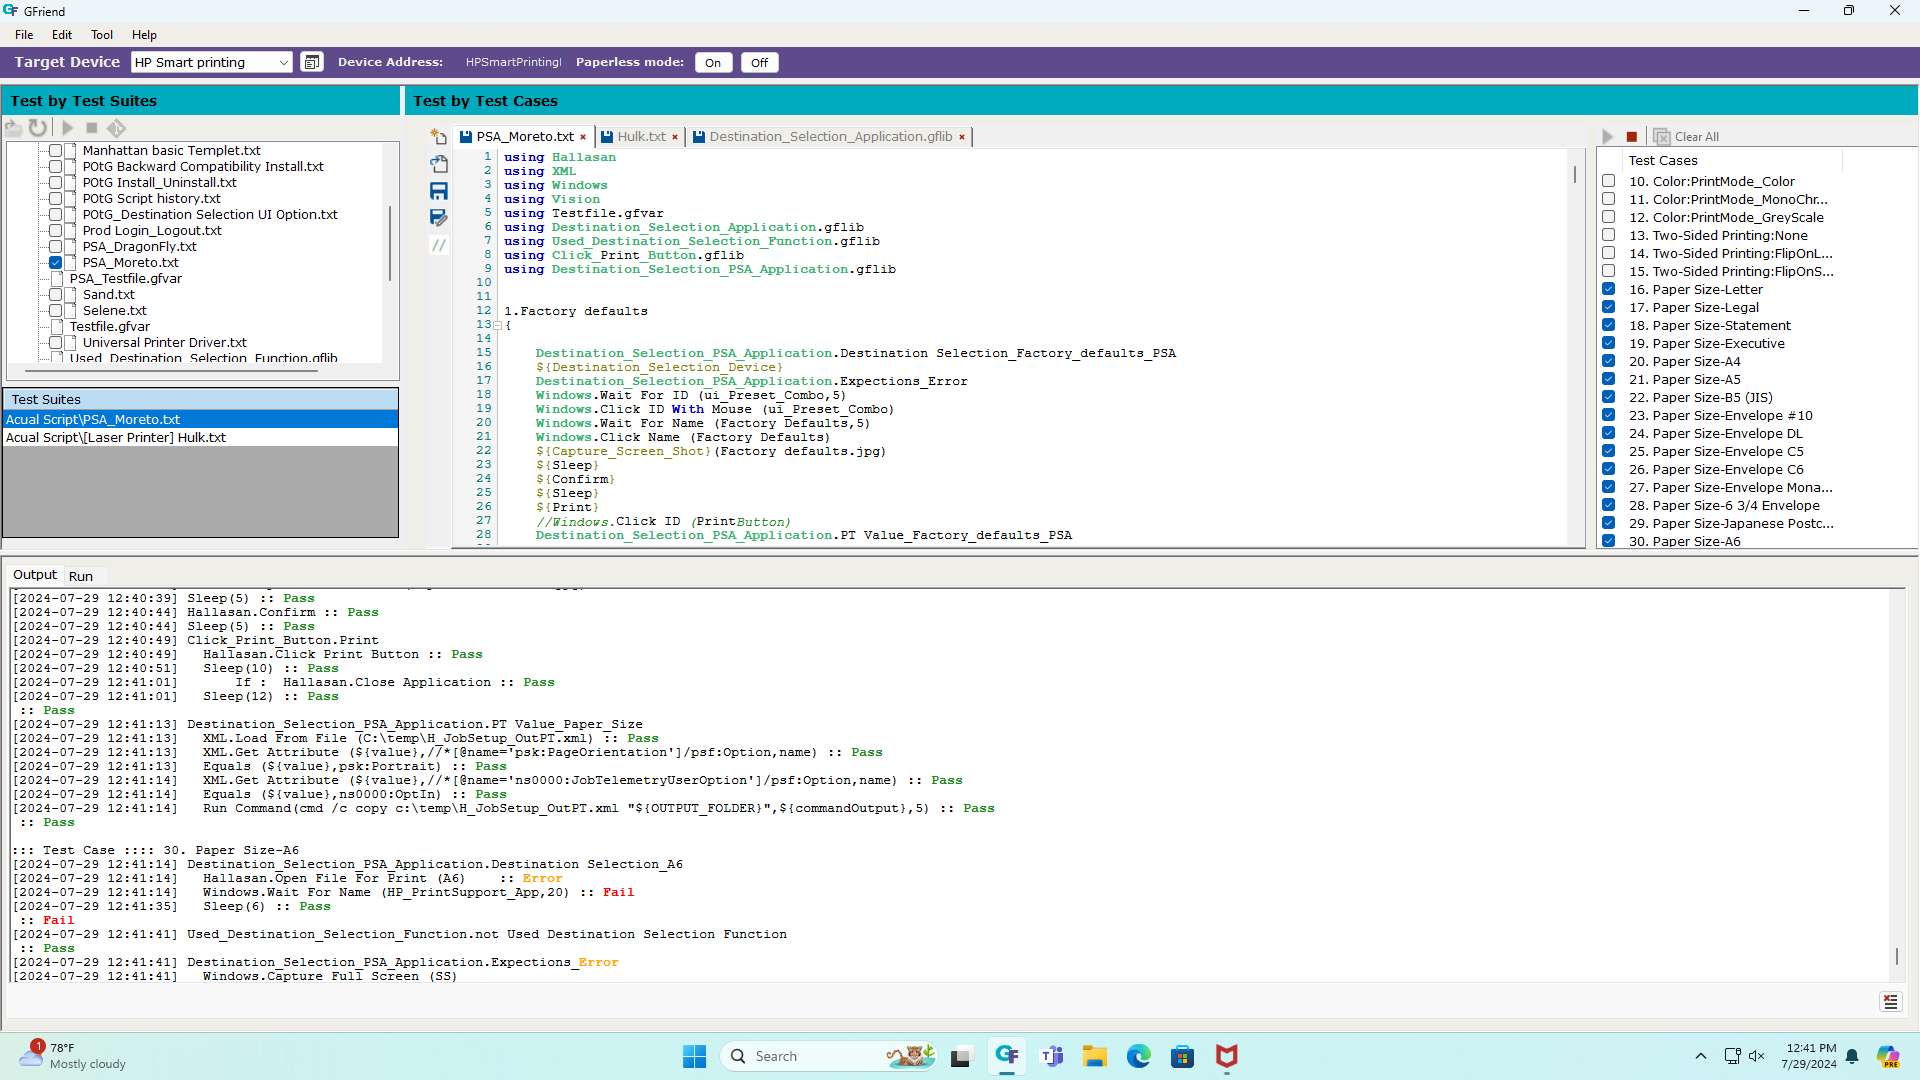 GFriend
File Edit Tool Help
Target Device HP Smart printing Device Address: HPSmartPrintingI Paperless mode: On Off
Test by Test Suites
Manhattan basic Templet.txt
POtG Backward Compatibility Install.txt
POtG Install_Uninstall.txt
POtG Script history.txt
POtG_Destination Selection UI Option.txt
Prod Login_Logout.txt
PSA_DragonFly.txt
PSA_Moreto.txt
PSA_Testfile.gfvar
Sand.txt
Selene.txt
Testfile.gfvar
Universal Printer Driver.txt
Used_Destination_Selection_Function.gflib
Test Suites
Acual Script\PSA_Moreto.txt
Acual Script\[Laser Printer] Hulk.txt
Test by Test Cases
PSA_Moreto.txt × Hulk.txt × Destination_Selection_Application.gflib ×
1 using Hallasan
2 using XML
3 using Windows
4 using Vision
5 using Testfile.gfvar
6 using Destination_Selection_Application.gflib
7 using Used_Destination_Selection_Function.gflib
8 using Click_Print_Button.gflib
9 using Destination_Selection_PSA_Application.gflib
10
11
12 1.Factory defaults
13 {
14
15 Destination_Selection_PSA_Application.Destination Selection_Factory_defaults_PSA
16 ${Destination_Selection_Device}
17 Destination_Selection_PSA_Application.Expections_Error
18 Windows.Wait For ID (ui_Preset_Combo,5)
19 Windows.Click ID With Mouse (ui_Preset_Combo)
20 Windows.Wait For Name (Factory Defaults,5)
21 Windows.Click Name (Factory Defaults)
22 ${Capture_Screen_Shot}(Factory defaults.jpg)
23 ${Sleep}
24 ${Confirm}
25 ${Sleep}
26 ${Print}
27 //Windows.Click ID (PrintButton)
28 Destination_Selection_PSA_Application.PT Value_Factory_defaults_PSA
Clear All
Test Cases
10. Color:PrintMode_Color
11. Color:PrintMode_MonoChr...
12. Color:PrintMode_GreyScale
13. Two-Sided Printing:None
14. Two-Sided Printing:FlipOnL...
15. Two-Sided Printing:FlipOnS...
16. Paper Size-Letter
17. Paper Size-Legal
18. Paper Size-Statement
19. Paper Size-Executive
20. Paper Size-A4
21. Paper Size-A5
22. Paper Size-B5 (JIS)
23. Paper Size-Envelope #10
24. Paper Size-Envelope DL
25. Paper Size-Envelope C5
26. Paper Size-Envelope C6
27. Paper Size-Envelope Mona...
28. Paper Size-6 3/4 Envelope
29. Paper Size-Japanese Postc...
30. Paper Size-A6
Output Run
[2024-07-29 12:40:39] Sleep(5) :: Pass
[2024-07-29 12:40:44] Hallasan.Confirm :: Pass
[2024-07-29 12:40:44] Sleep(5) :: Pass
[2024-07-29 12:40:49] Click_Print_Button.Print
[2024-07-29 12:40:49] Hallasan.Click Print Button :: Pass
[2024-07-29 12:40:51] Sleep(10) :: Pass
[2024-07-29 12:41:01] If : Hallasan.Close Application :: Pass
[2024-07-29 12:41:01] Sleep(12) :: Pass
:: Pass
[2024-07-29 12:41:13] Destination_Selection_PSA_Application.PT Value_Paper_Size
[2024-07-29 12:41:13] XML.Load From File (C:\temp\H_JobSetup_OutPT.xml) :: Pass
[2024-07-29 12:41:13] XML.Get Attribute (${value},//*[@name='psk:PageOrientation']/psf:Option,name) :: Pass
[2024-07-29 12:41:13] Equals (${value},psk:Portrait) :: Pass
[2024-07-29 12:41:14] XML.Get Attribute (${value},//*[@name='ns0000:JobTelemetryUserOption']/psf:Option,name) :: Pass
[2024-07-29 12:41:14] Equals (${value},ns0000:OptIn) :: Pass
[2024-07-29 12:41:14] Run Command(cmd /c copy c:\temp\H_JobSetup_OutPT.xml "${OUTPUT_FOLDER}",${commandOutput},5) :: Pass
:: Pass
::: Test Case :::: 30. Paper Size-A6
[2024-07-29 12:41:14] Destination_Selection_PSA_Application.Destination Selection_A6
[2024-07-29 12:41:14] Hallasan.Open File For Print (A6) :: Error
[2024-07-29 12:41:14] Windows.Wait For Name (HP_PrintSupport_App,20) :: Fail
[2024-07-29 12:41:35] Sleep(6) :: Pass
:: Fail
[2024-07-29 12:41:41] Used_Destination_Selection_Function.not Used Destination Selection Function
:: Pass
[2024-07-29 12:41:41] Destination_Selection_PSA_Application.Expections_Error
[2024-07-29 12:41:41] Windows.Capture Full Screen (SS)
1
78°F
Mostly cloudy
Search
PRE
12:41 PM
7/29/2024